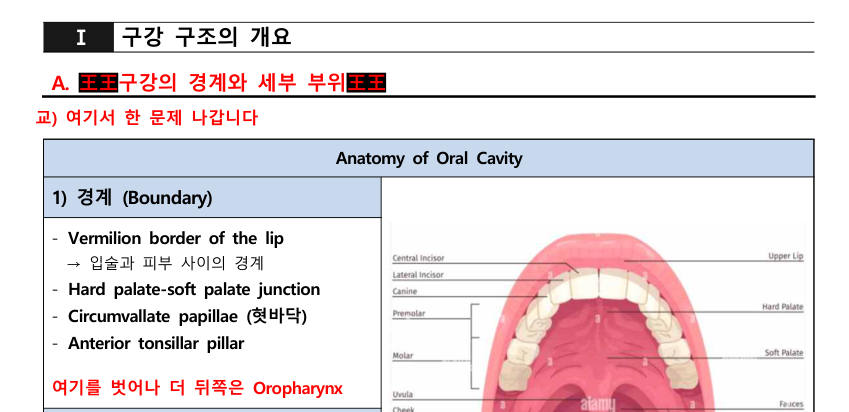 I 구강 구조의 개요
A. 王王구강의 경계와 세부 부위王王
교) 여기서 한 문제 나갑니다
Anatomy of Oral Cavity
1) 경계 (Boundary)
- Vermilion border of the lip
→ 입술과 피부 사이의 경계
- Hard palate-soft palate junction
- Circumvallate papillae (혓바닥)
- Anterior tonsillar pillar
여기를 벗어나 더 뒤쪽은 Oropharynx
Central Incisor
Lateral Incisor
Canine
Premolar
Molar
Uvula
Cheek
Upper Lip
Hard Palate
Soft Palate
Fauces
alamy